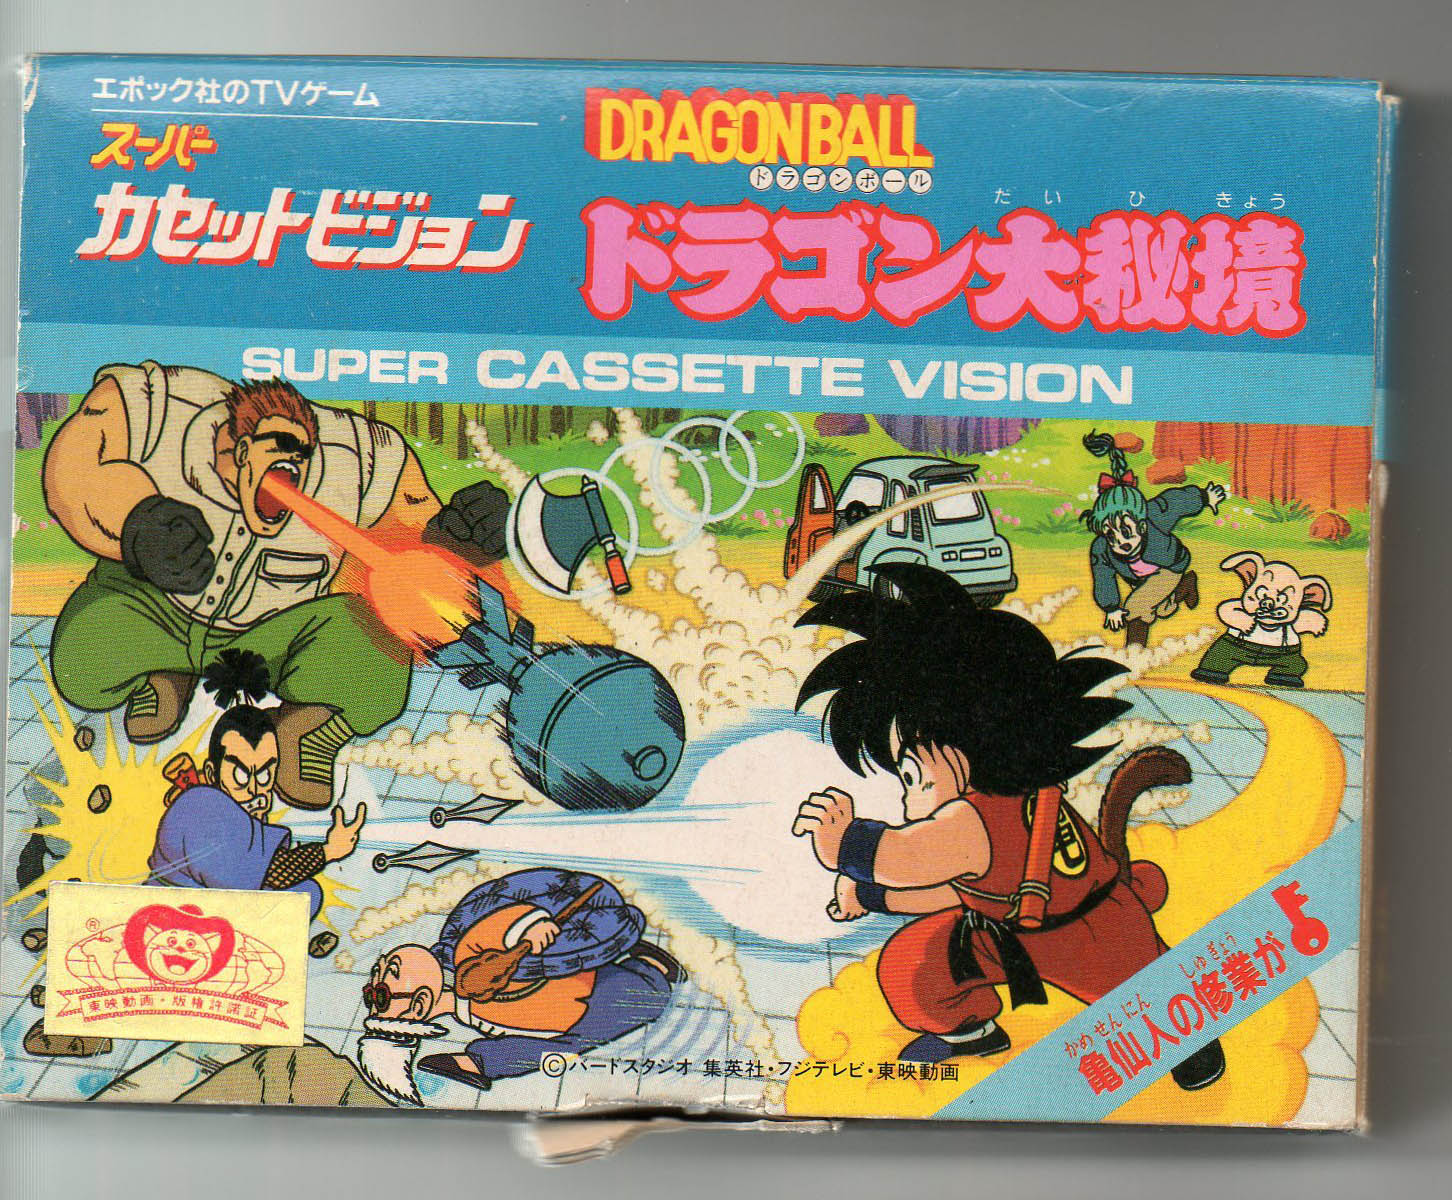 エポック社のTVゲーム
スーパー
カセットビジョン
DRAGON BALL
ドラゴンボール
だいひきょう
ドラゴン大秘境
SUPER CASSETTE VISION
しゅぎょう
かめせんにん
亀仙人の修業が
®
東映動画・版権許諾証
©バードスタジオ 集英社・フジテレビ・東映動画